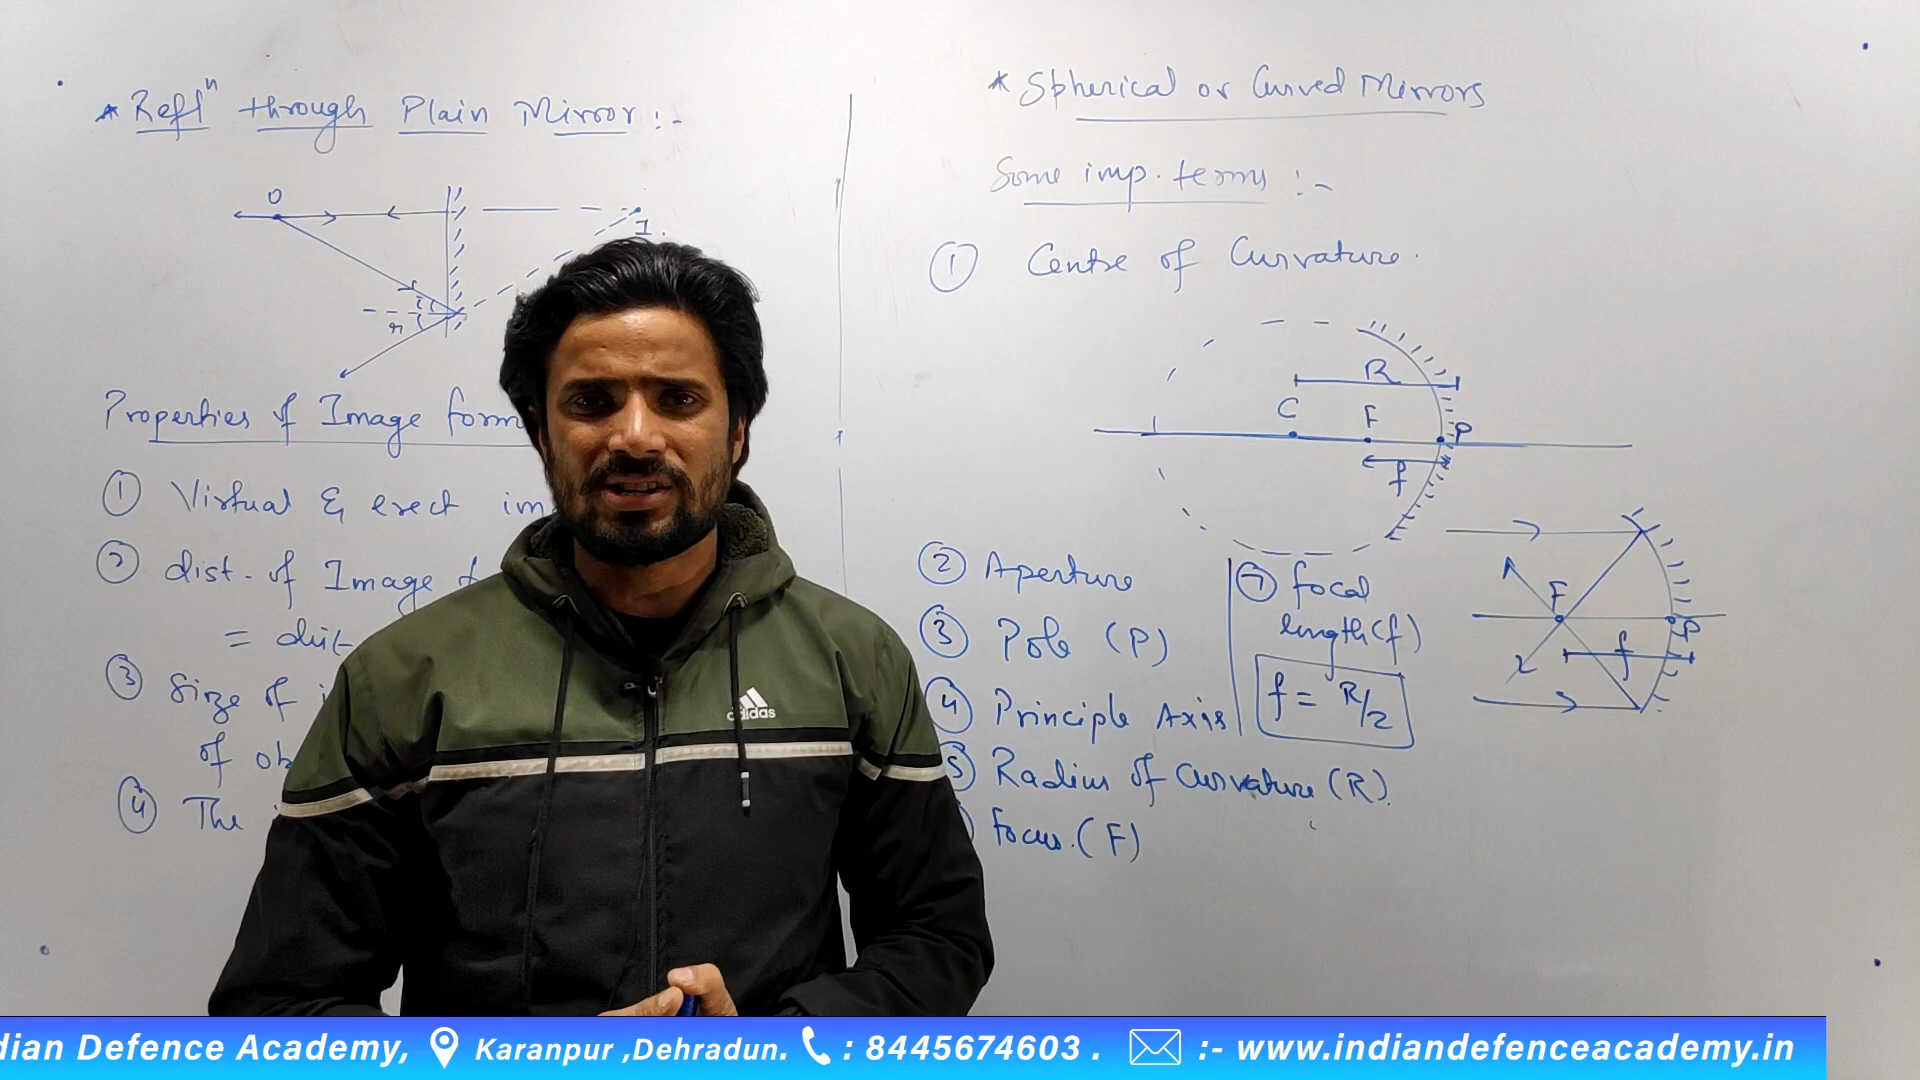 * Reflⁿ through Plain Mirror :-
O
I.
i
r
Properties of Image form
① Virtual & erect im
② dist. of Image
= dist
③ Size of i
of ob
④ The
* Spherical or Curved Mirrors
Some imp. terms :-
① Centre of Curvature.
R
C F P
f
② Aperture
③ Pole (P)
④ Principle Axis
⑤ Radius of Curvature (R).
Focus. (F)
⑦ focal
length (f)
f = R/2
F
P
f
adidas
dian Defence Academy, Karanpur ,Dehradun. : 8445674603 . :- www.indiandefenceacademy.in